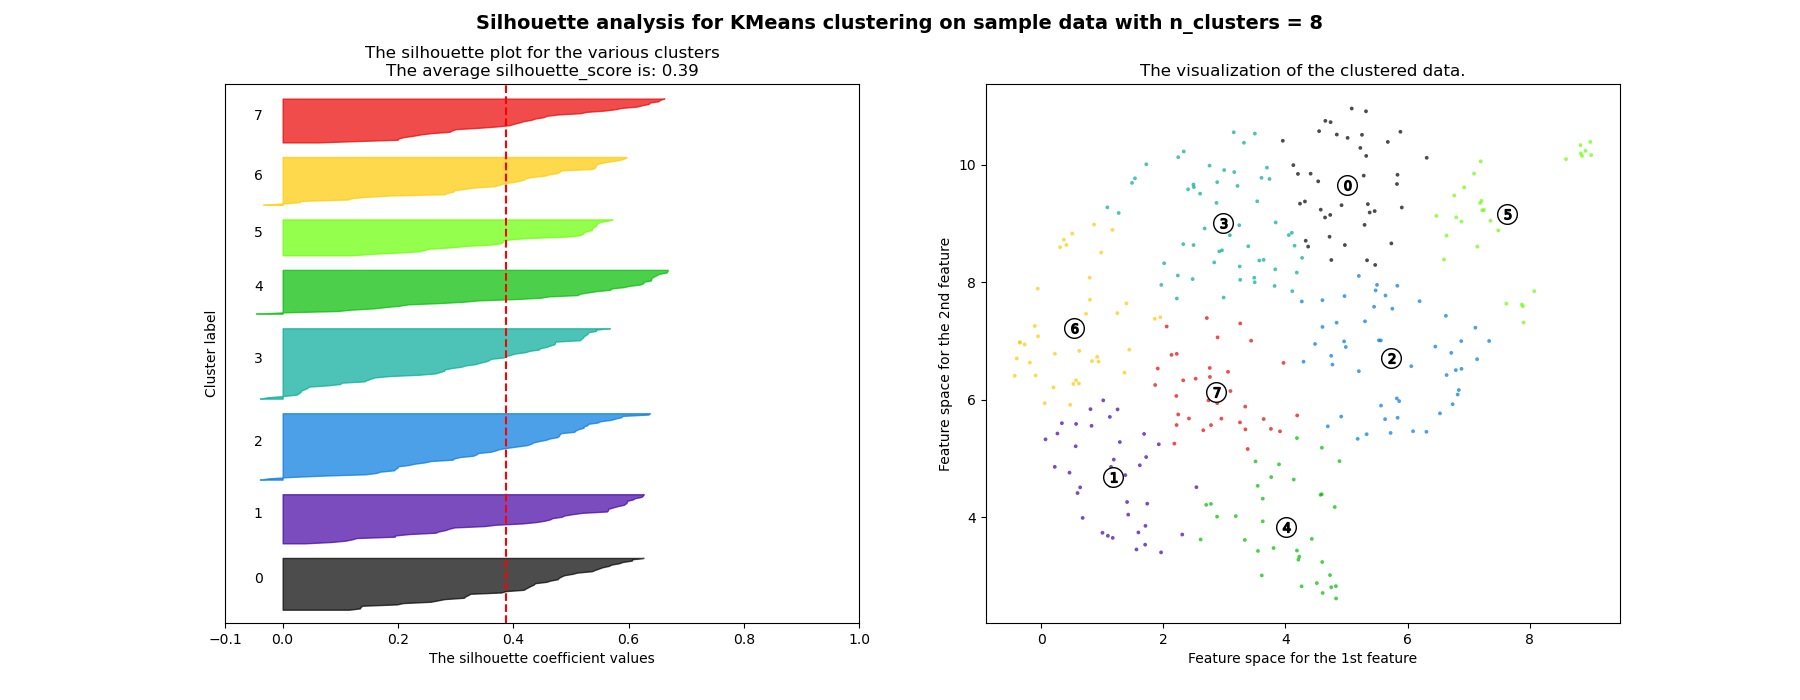 Silhouette analysis for KMeans clustering on sample data with n_clusters = 8
The silhouette plot for the various clusters
The average silhouette_score is: 0.39
7
6
5
4
3
2
1
0
Cluster label
−0.1 0.0 0.2 0.4 0.6 0.8 1.0
The silhouette coefficient values
The visualization of the clustered data.
10
8
6
4
Feature space for the 2nd feature
0
5
3
6
2
7
1
4
0 2 4 6 8
Feature space for the 1st feature